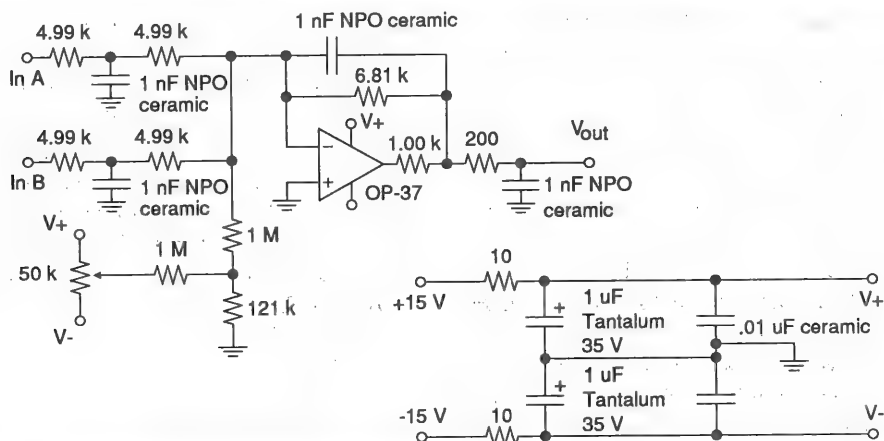 4.99 k
4.99 k
In A
1 nF NPO
ceramic
1 nF NPO ceramic
6.81 k
V+
−
+
1.00 k
200
Vout
OP-37
1 nF NPO
ceramic
4.99 k
4.99 k
In B
1 nF NPO
ceramic
V+
50 k
V-
1 M
1 M
121 k
10
+15 V
+
1 uF
Tantalum
35 V
.01 uF ceramic
V+
+
1 uF
Tantalum
35 V
-15 V
10
V-